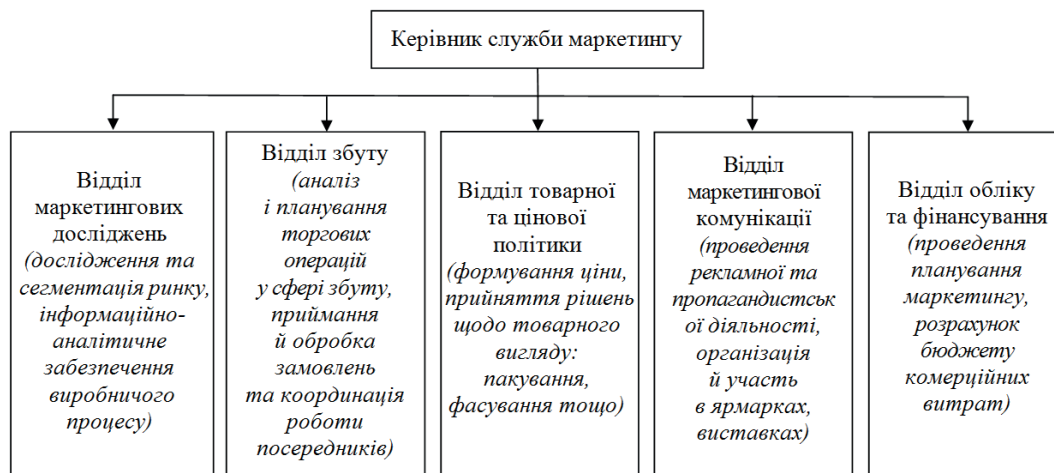 Керівник служби маркетингу
Відділ
маркетингових
досліджень
(дослідження та
сегментація ринку,
інформаційно-
аналітичне
забезпечення
виробничого
процесу)
Відділ збуту
(аналіз
і планування
торгових
операцій
у сфері збуту,
приймання
й обробка
замовлень
та координація
роботи
посередників)
Відділ товарної
та цінової
політики
(формування ціни,
прийняття рішень
щодо товарного
вигляду:
пакування,
фасування тощо)
Відділ
маркетингової
комунікації
(проведення
рекламної та
пропагандистськ
ої діяльності,
організація
й участь
в ярмарках,
виставках)
Відділ обліку
та фінансування
(проведення
планування
маркетингу,
розрахунок
бюджету
комерційних
витрат)